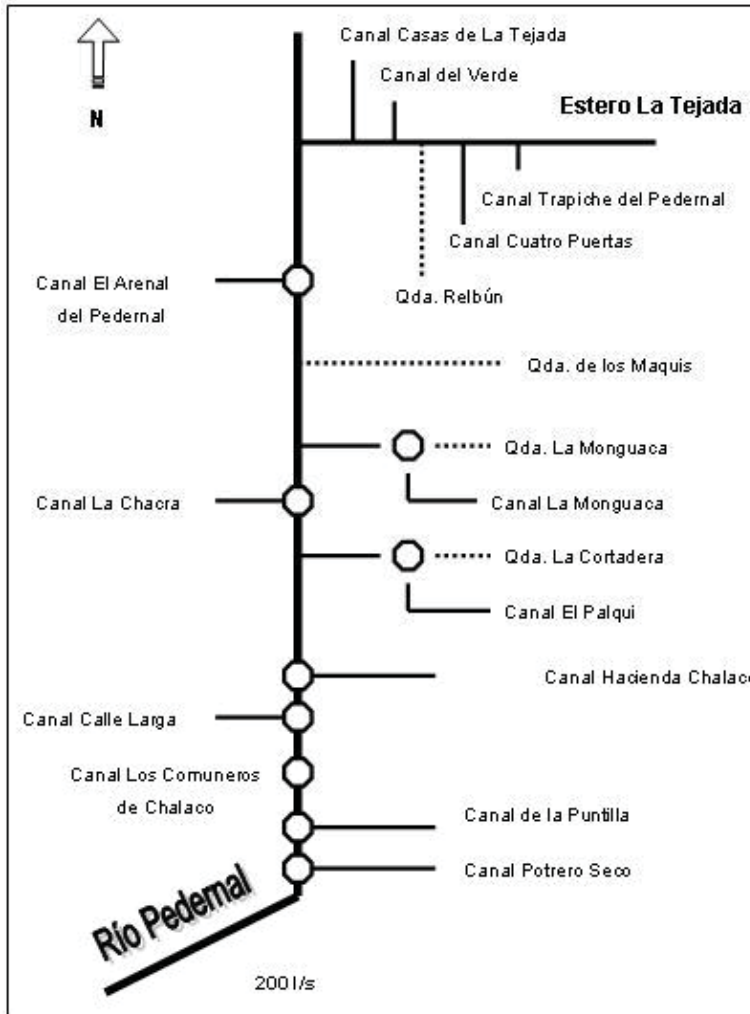 Canal Casas de La Tejada
Canal del Verde
N
Estero La Tejada
Canal Trapiche del Pedernal
Canal Cuatro Puertas
Canal El Arenal
del Pedernal
Qda. Relbún
Qda. de los Maquis
Qda. La Monguaca
Canal La Chacra
Canal La Monguaca
Qda. La Cortadera
Canal El Palqui
Canal Hacienda Chalaco
Canal Calle Larga
Canal Los Comuneros
de Chalaco
Canal de la Puntilla
Canal Potrero Seco
Río Pedernal
200 l/s